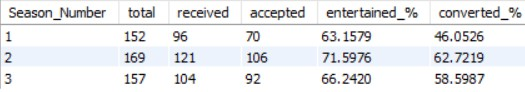 Season_Number total received accepted entertained_% converted_%
1 152 96 70 63.1579 46.0526
2 169 121 106 71.5976 62.7219
3 157 104 92 66.2420 58.5987